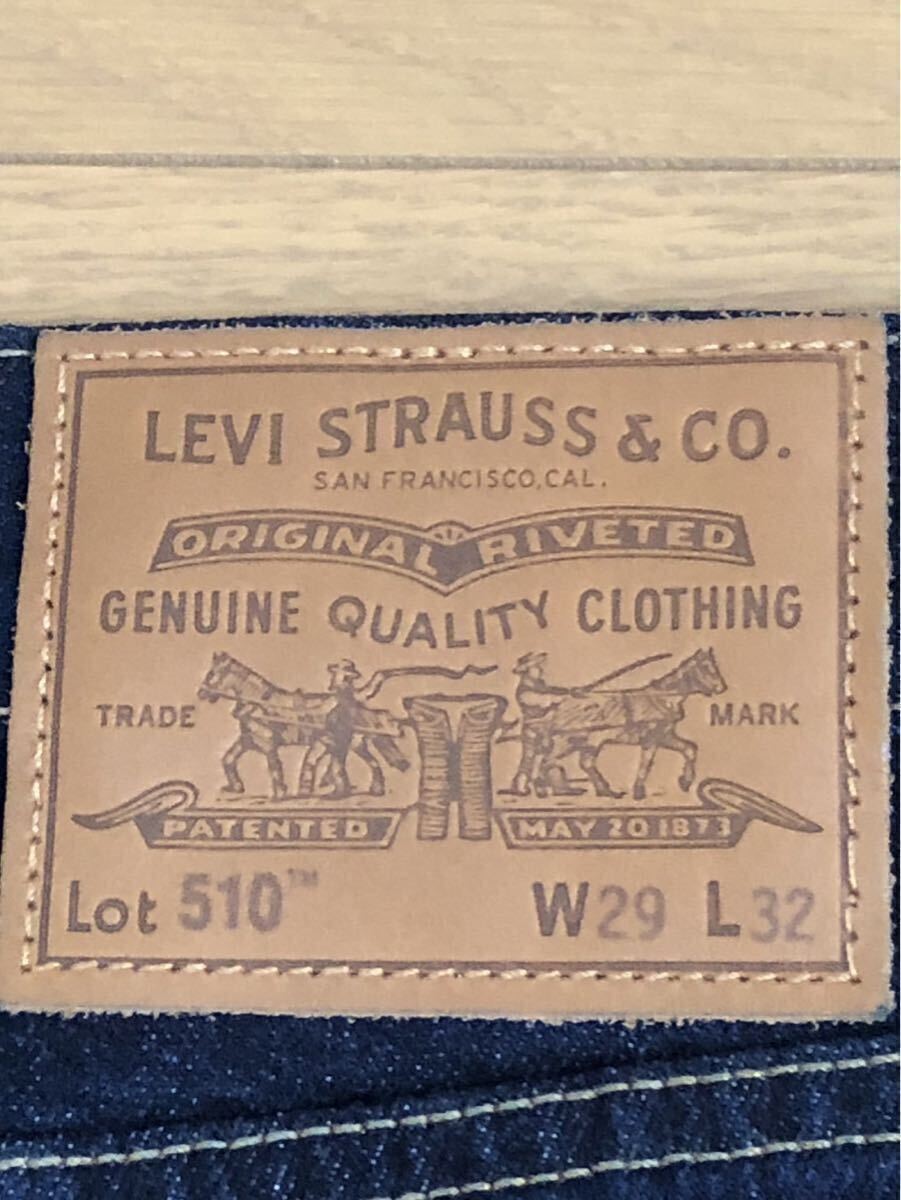 LEVI STRAUSS & CO.
SAN FRANCISCO, CAL.
ORIGINAL RIVETED
GENUINE QUALITY CLOTHING
TRADE MARK
PATENTED MAY 20 1873
Lot 510™ W29 L32